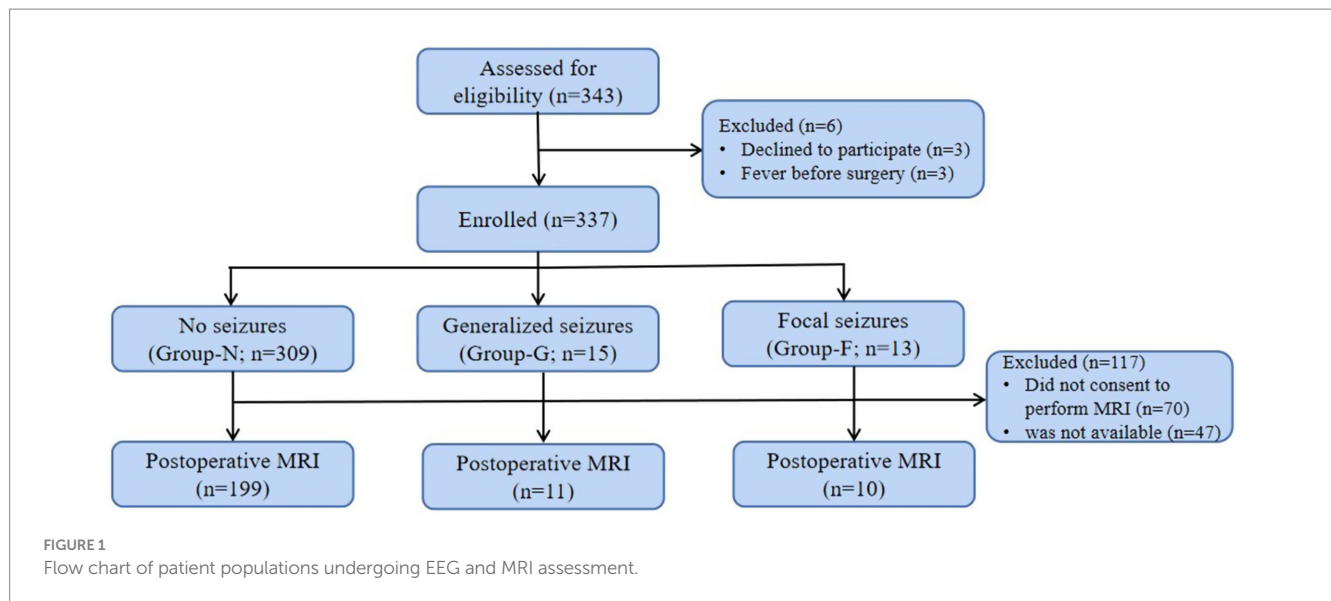 Assessed for
eligibility (n=343)
Excluded (n=6)
• Declined to participate (n=3)
• Fever before surgery (n=3)
Enrolled (n=337)
No seizures
(Group-N; n=309)
Generalized seizures
(Group-G; n=15)
Focal seizures
(Group-F; n=13)
Excluded (n=117)
• Did not consent to
perform MRI (n=70)
• was not available (n=47)
Postoperative MRI
(n=199)
Postoperative MRI
(n=11)
Postoperative MRI
(n=10)
FIGURE 1
Flow chart of patient populations undergoing EEG and MRI assessment.